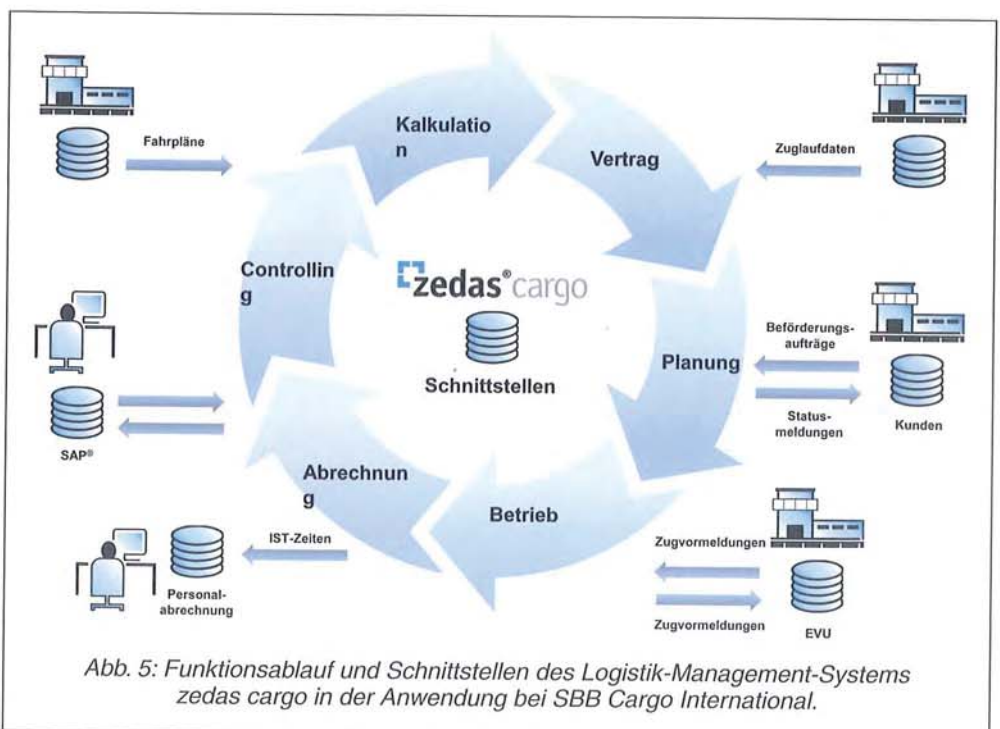 Fahrpläne
Kalkulatio
n
Vertrag
Zuglaufdaten
Controllin
g
zedas®cargo
Schnittstellen
Planung
Beförderungs-
aufträge
Status-
meldungen
Kunden
SAP®
Abrechnun
g
Betrieb
IST-Zeiten
Personal-
abrechnung
Zugvormeldungen
Zugvormeldungen
EVU
Abb. 5: Funktionsablauf und Schnittstellen des Logistik-Management-Systems
zedas cargo in der Anwendung bei SBB Cargo International.